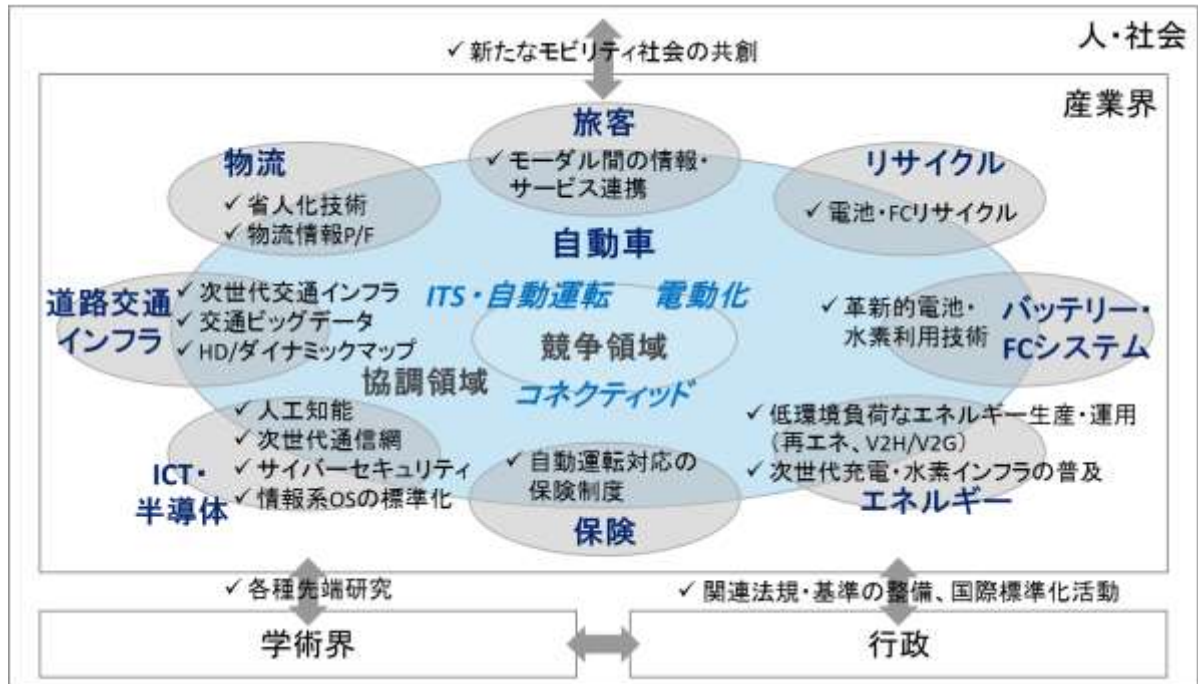 人・社会
✓ 新たなモビリティ社会の共創
産業界
旅客
✓ モーダル間の情報・
サービス連携
物流
✓ 省人化技術
✓ 物流情報P/F
リサイクル
✓ 電池・FCリサイクル
自動車
ITS・自動運転 電動化
競争領域
コネクティッド
協調領域
道路交通
インフラ
✓ 次世代交通インフラ
✓ 交通ビッグデータ
✓ HD/ダイナミックマップ
✓ 革新的電池・
水素利用技術
バッテリー・
FCシステム
ICT・
半導体
✓ 人工知能
✓ 次世代通信網
✓ サイバーセキュリティ
✓ 情報系OSの標準化
✓ 自動運転対応の
保険制度
保険
✓ 低環境負荷なエネルギー生産・運用
（再エネ、V2H/V2G）
✓ 次世代充電・水素インフラの普及
エネルギー
✓ 各種先端研究
✓ 関連法規・基準の整備、国際標準化活動
学術界
行政